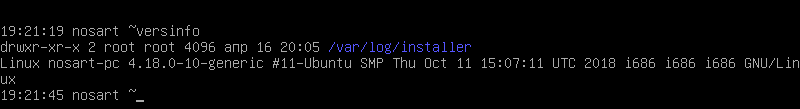 19:21:19 nosart ~versinfo
drwxr-xr-x 2 root root 4096 апр 16 20:05 /var/log/installer
Linux nosart-pc 4.18.0-10-generic #11-Ubuntu SMP Thu Oct 11 15:07:11 UTC 2018 i686 i686 i686 GNU/Lin
ux
19:21:45 nosart ~_